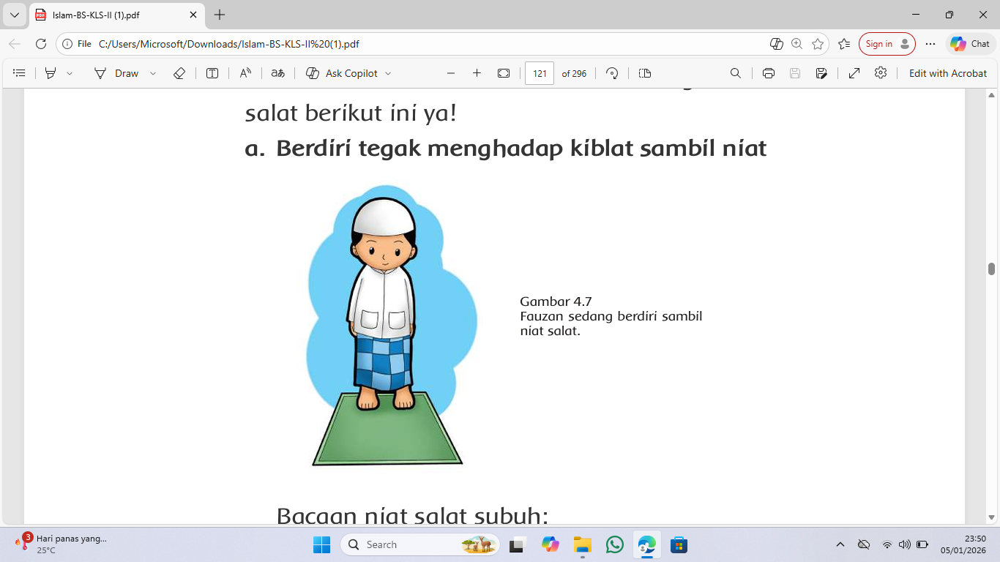 Islam-BS-KLS-II (1).pdf
File C:/Users/Microsoft/Downloads/Islam-BS-KLS-II%20(1).pdf
Sign in
Chat
Draw
Ask Copilot
121 of 296
Edit with Acrobat
salat berikut ini ya!
a. Berdiri tegak menghadap kiblat sambil niat
Gambar 4.7
Fauzan sedang berdiri sambil
niat salat.
Bacaan niat salat subuh:
3
Hari panas yang...
25°C
Search
23:50
05/01/2026